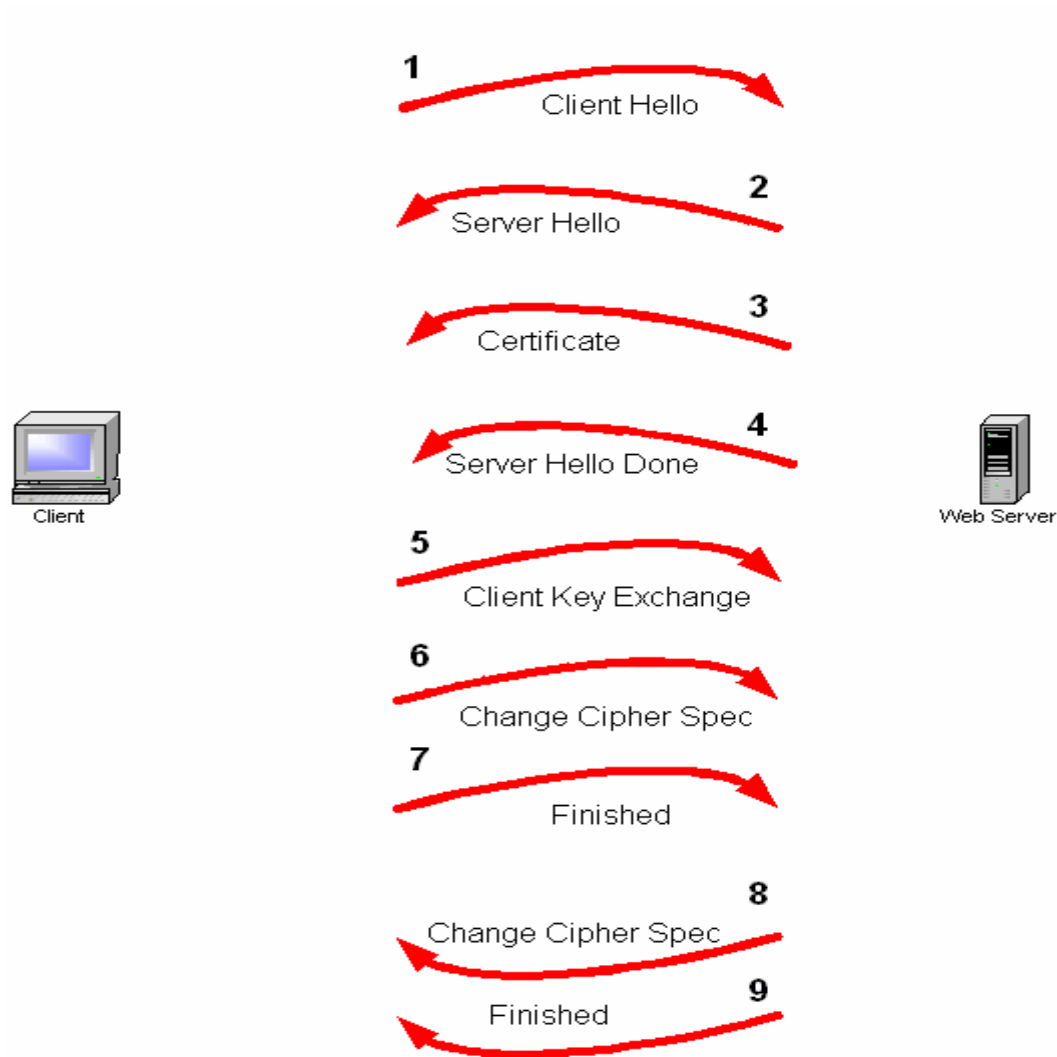 1
Client Hello
2
Server Hello
3
Certificate
4
Server Hello Done
Client
Web Server
5
Client Key Exchange
6
Change Cipher Spec
7
Finished
8
Change Cipher Spec
9
Finished